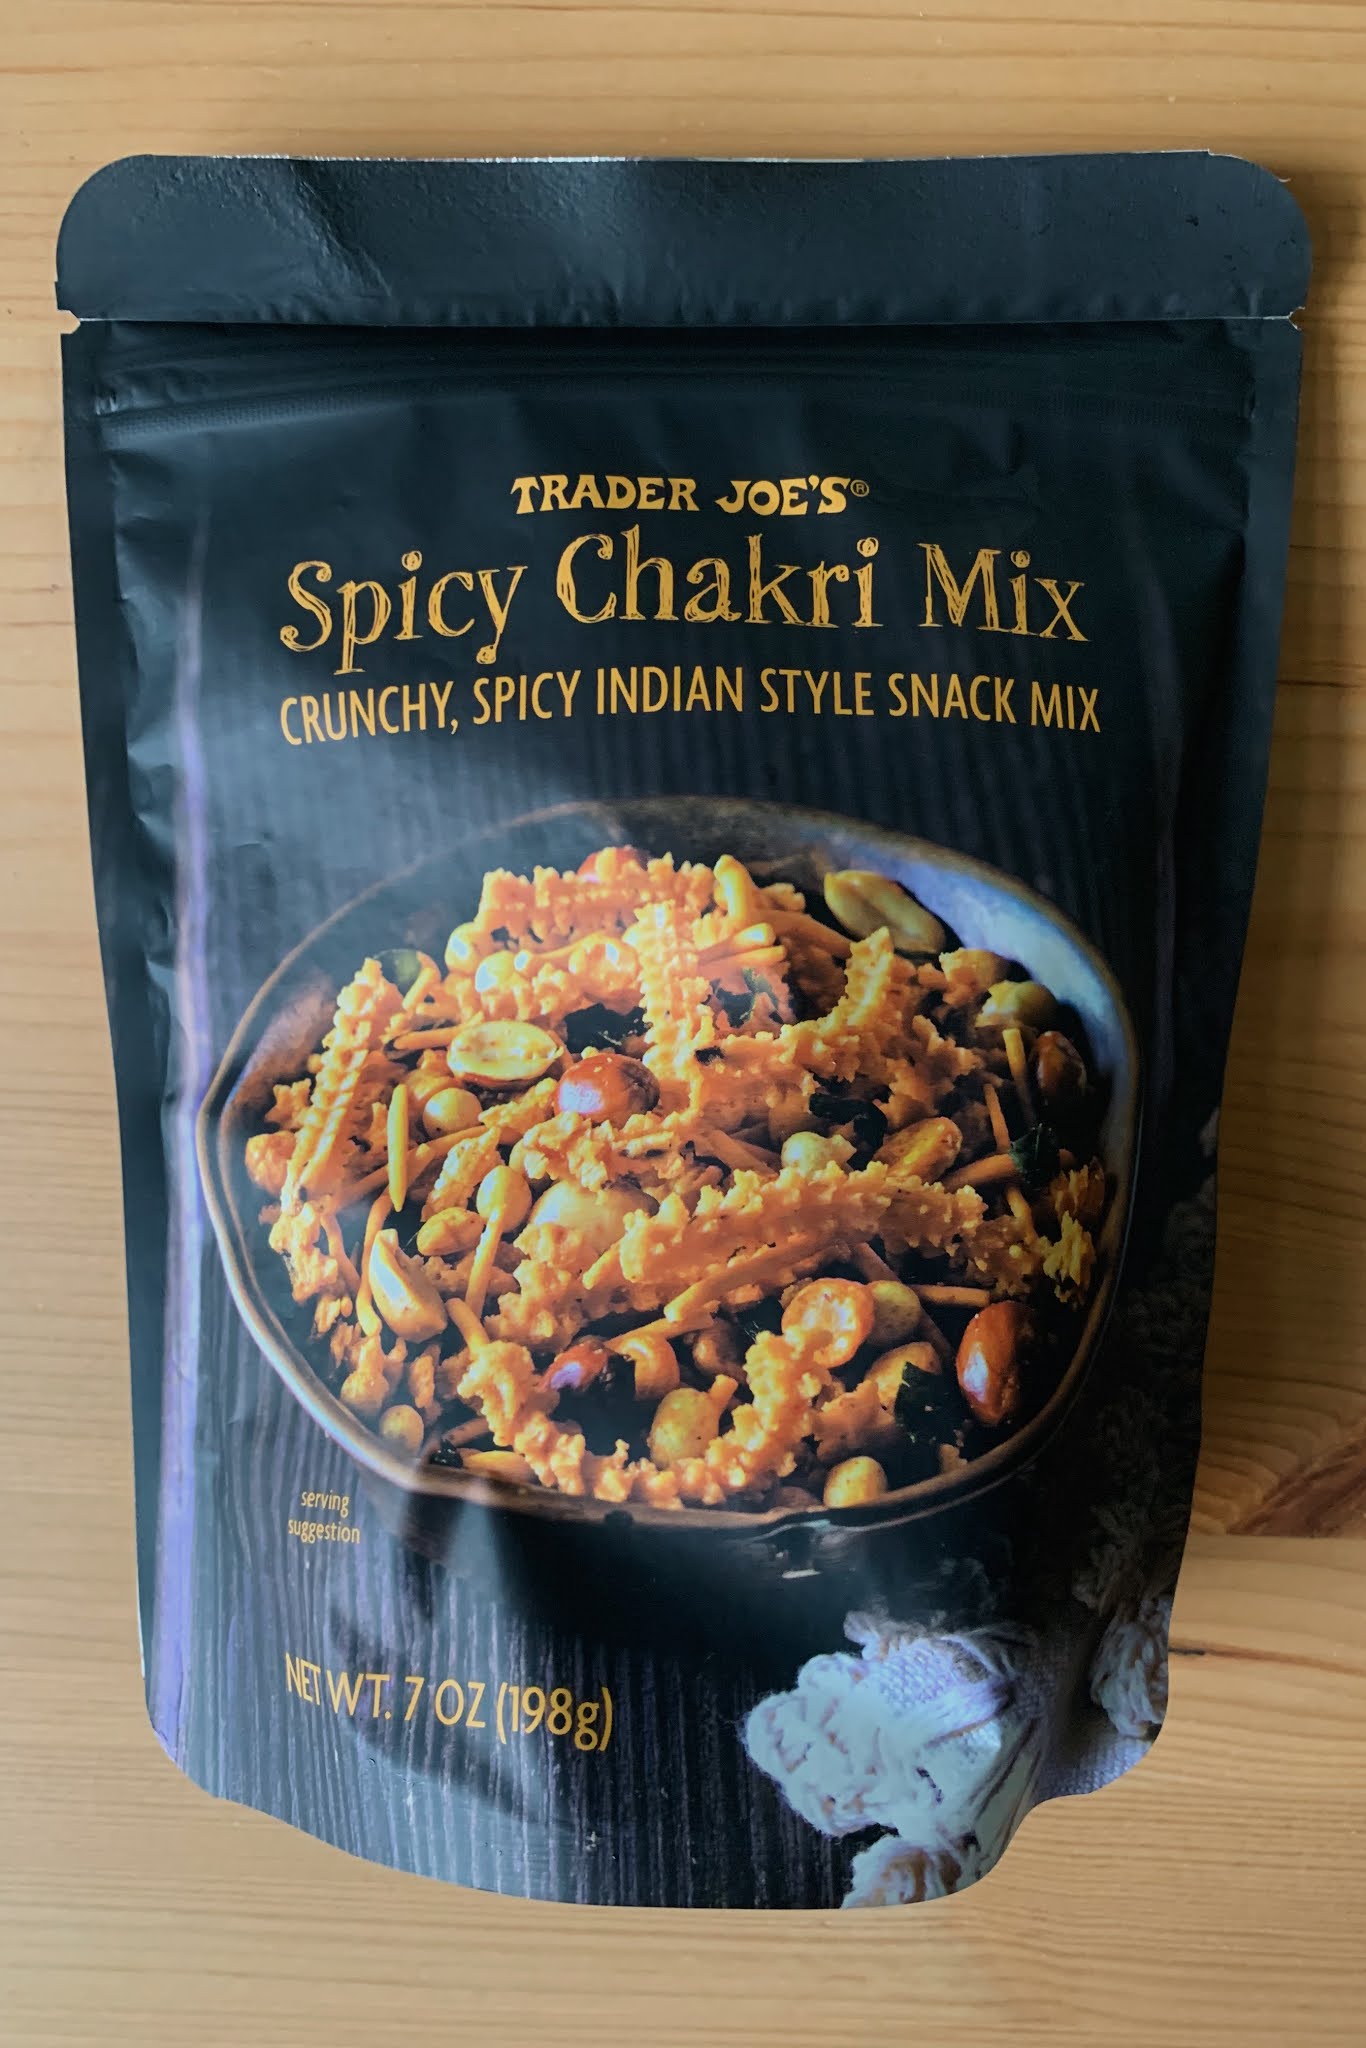 TRADER JOE'S®
Spicy Chakri Mix
CRUNCHY, SPICY INDIAN STYLE SNACK MIX
serving
suggestion
NET WT. 7 OZ (198g)